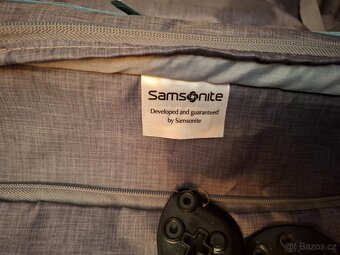 Samsonite
Developed and guaranteed
by Samsonite
© Bazos.cz